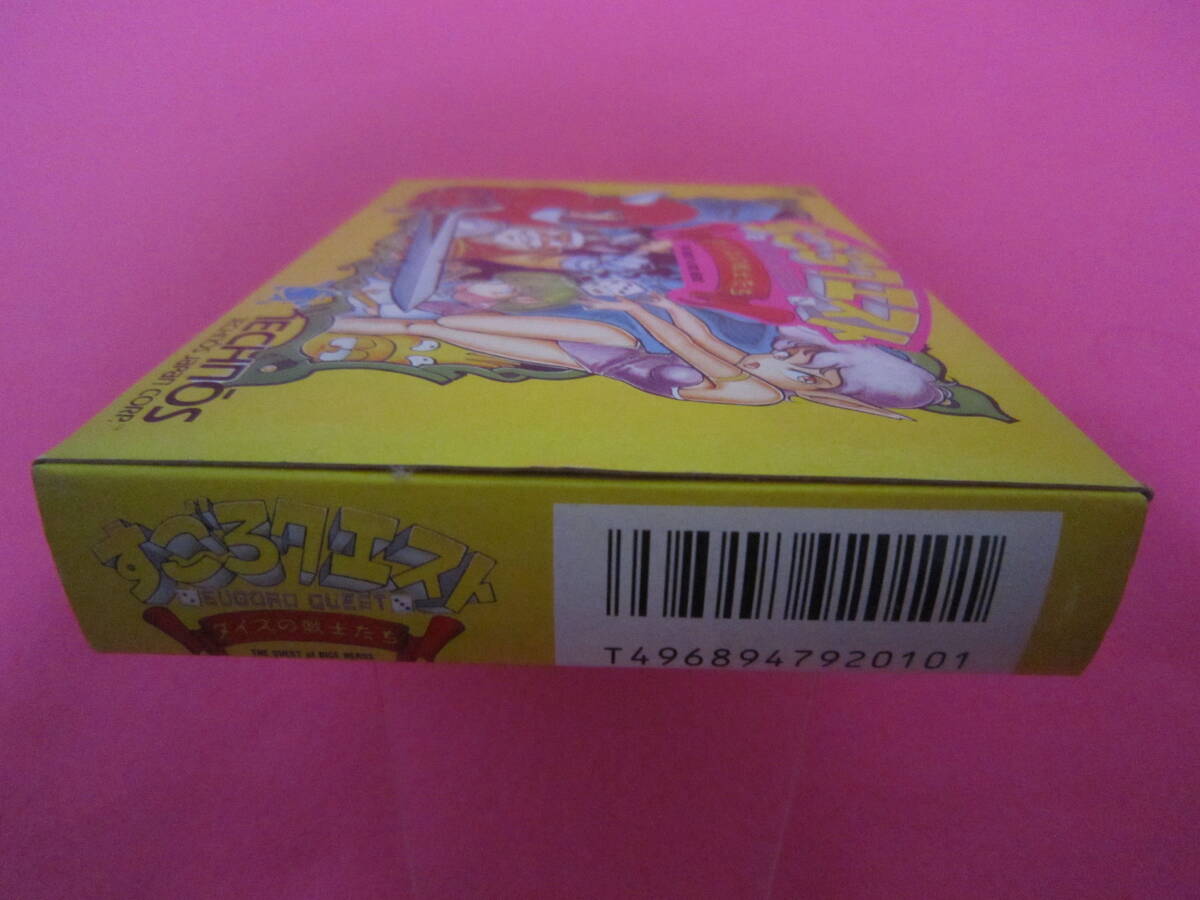 TECHNOS
TECHNOS JAPAN CORP.
すごろクエスト
SUGORO QUEST
ダイスの戦士たち
THE QUEST of DICE HEROS
T4968947920101